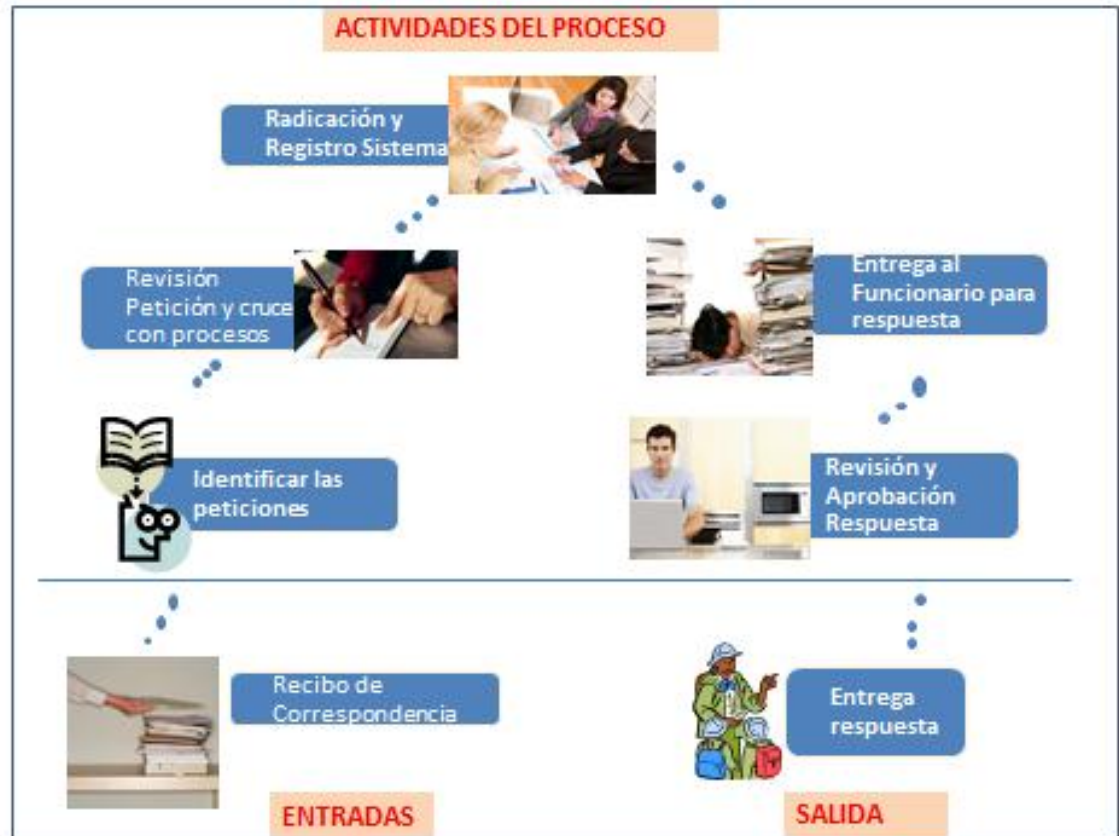 ACTIVIDADES DEL PROCESO
Radicación y
Registro Sistema
Revisión
Petición y cruce
con procesos
Entrega al
Funcionario para
respuesta
Identificar las
peticiones
Revisión y
Aprobación
Respuesta
Recibo de
Correspondencia
Entrega
respuesta
ENTRADAS
SALIDA